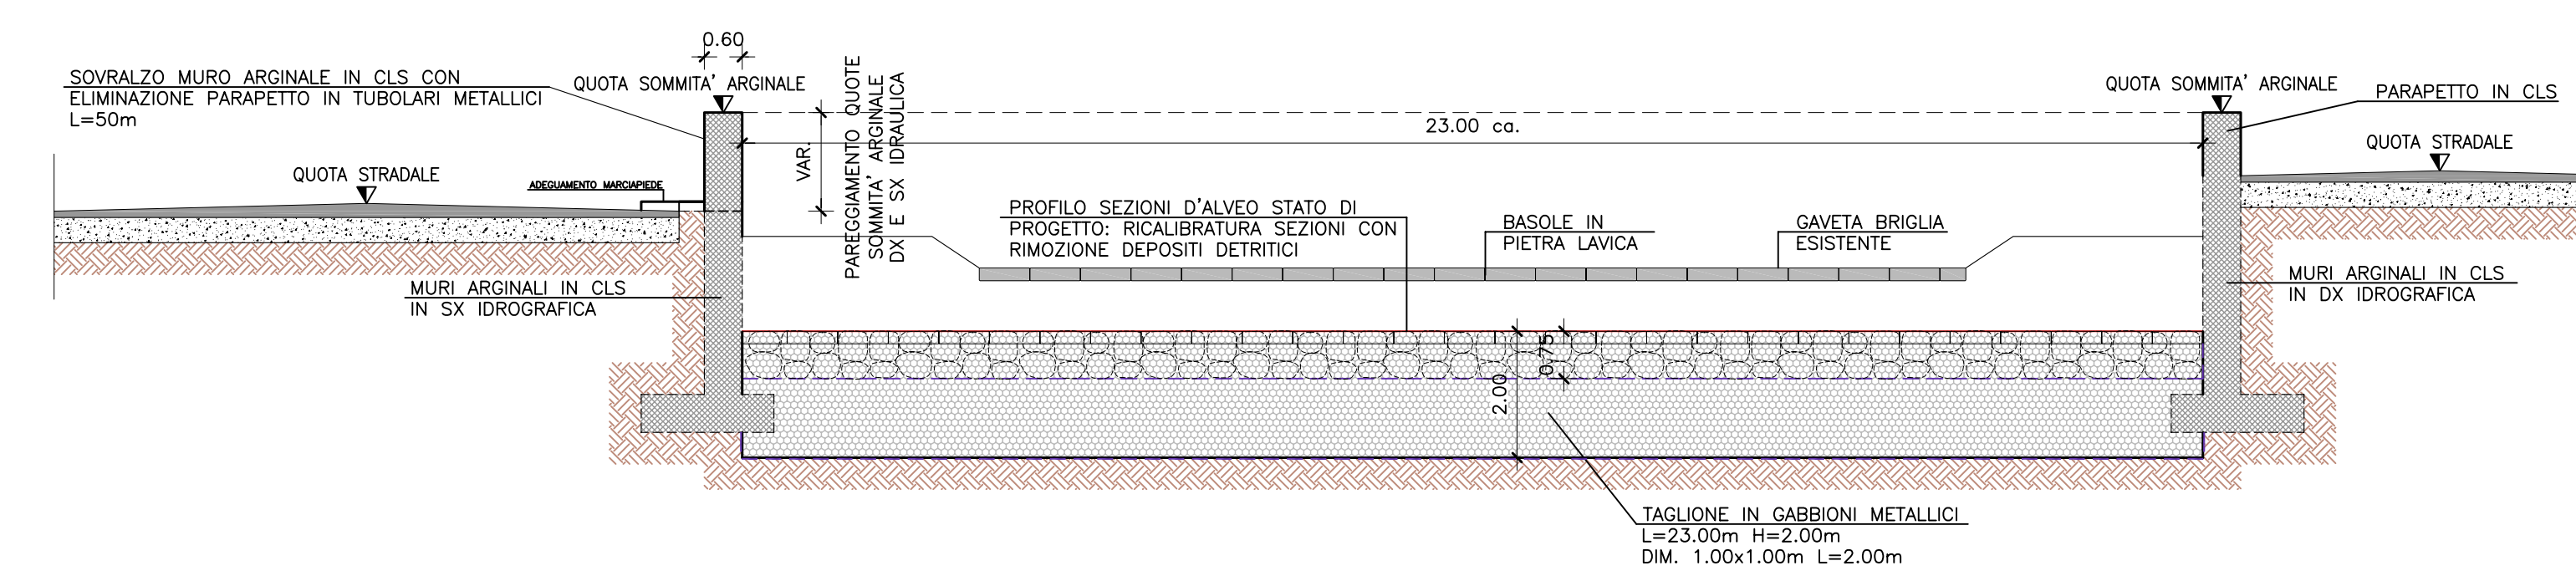 0.60
SOVRALZO MURO ARGINALE IN CLS CON
ELIMINAZIONE PARAPETTO IN TUBOLARI METALLICI
L=50m
QUOTA SOMMITA' ARGINALE
QUOTA STRADALE
ADEGUAMENTO MARCIAPIEDE
VAR.
PAREGGIAMENTO QUOTE
SOMMITA' ARGINALE
DX E SX IDRAULICA
23.00 ca.
QUOTA SOMMITA' ARGINALE
PARAPETTO IN CLS
QUOTA STRADALE
PROFILO SEZIONI D'ALVEO STATO DI
PROGETTO: RICALIBRATURA SEZIONI CON
RIMOZIONE DEPOSITI DETRITICI
BASOLE IN
PIETRA LAVICA
GAVETA BRIGLIA
ESISTENTE
MURI ARGINALI IN CLS
IN SX IDROGRAFICA
MURI ARGINALI IN CLS
IN DX IDROGRAFICA
0.75
2.00
TAGLIONE IN GABBIONI METALLICI
L=23.00m H=2.00m
DIM. 1.00x1.00m L=2.00m